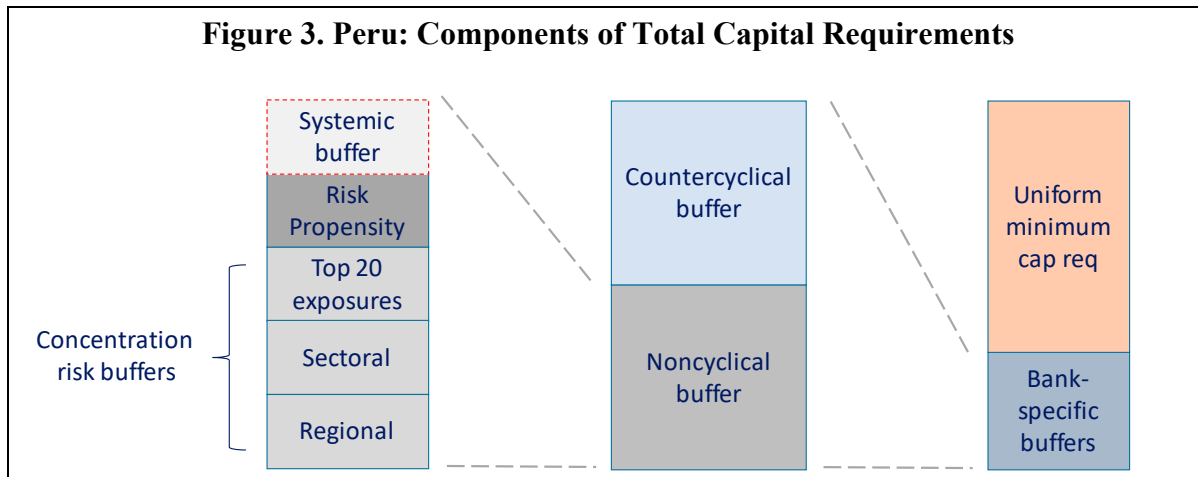 Figure 3. Peru: Components of Total Capital Requirements
Systemic
buffer
Risk
Propensity
Top 20
exposures
Sectoral
Regional
Concentration
risk buffers
Countercyclical
buffer
Noncyclical
buffer
Uniform
minimum
cap req
Bank-
specific
buffers